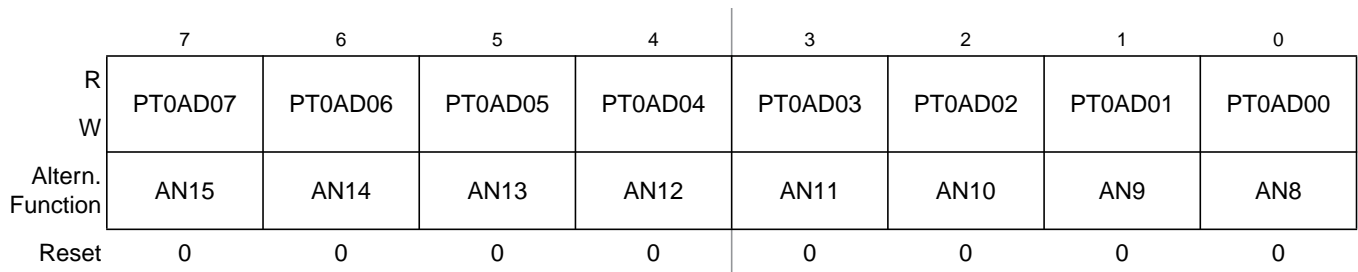 7 6 5 4 3 2 1 0
R
W
PT0AD07 PT0AD06 PT0AD05 PT0AD04 PT0AD03 PT0AD02 PT0AD01 PT0AD00
Altern.
Function
AN15 AN14 AN13 AN12 AN11 AN10 AN9 AN8
Reset 0 0 0 0 0 0 0 0